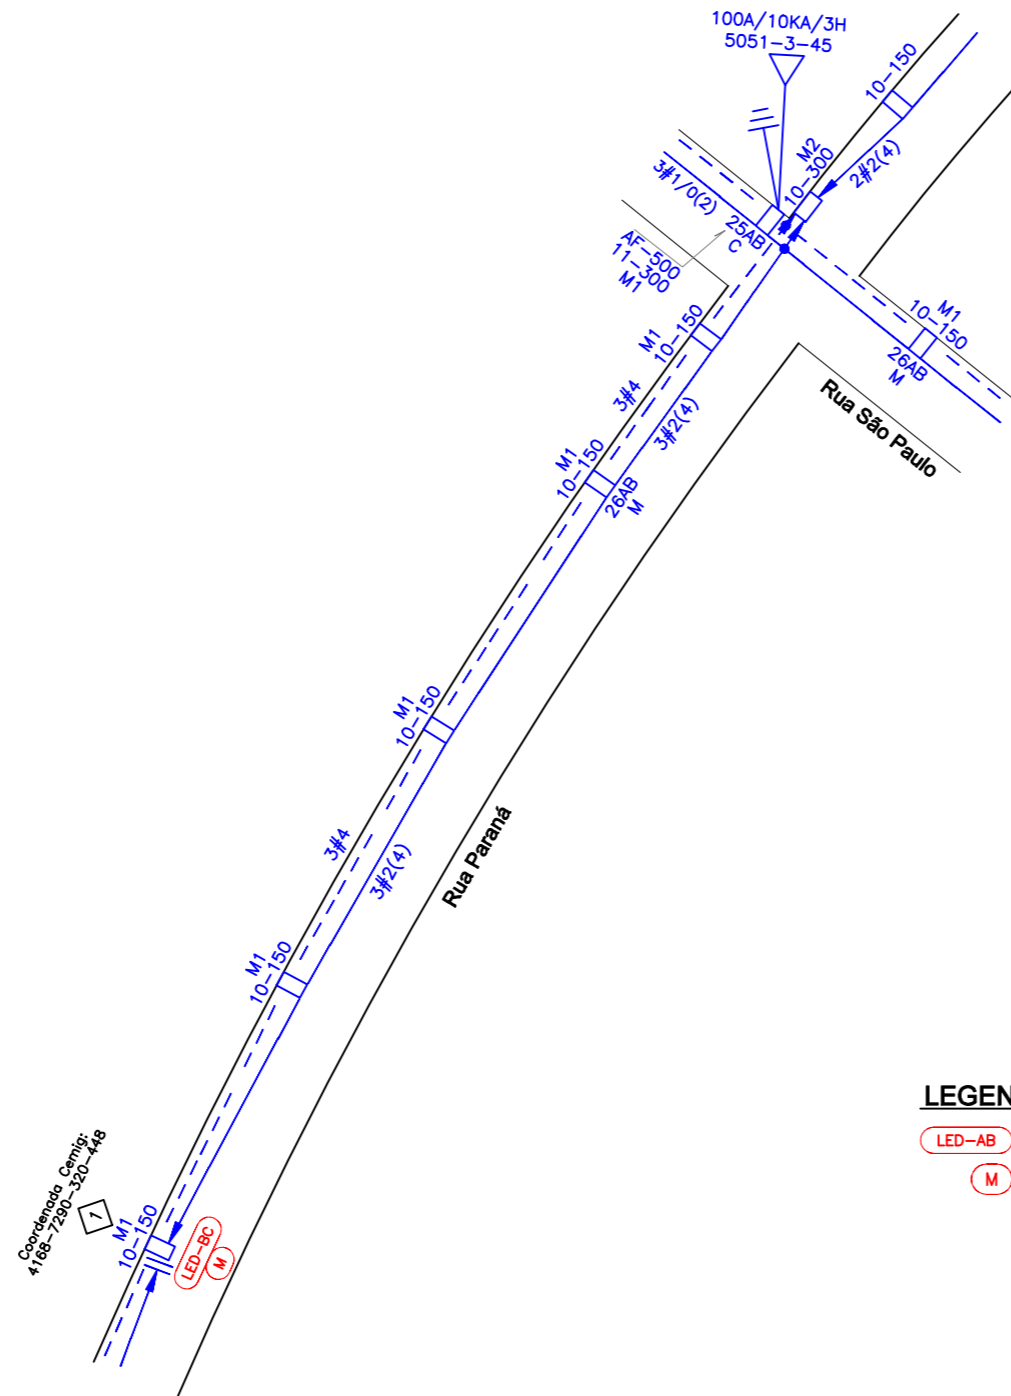 100A/10KA/3H
5051-3-45
10-150
M2
10-300
2#2(4)
3#1/0(2)
25AB
C
AF-500
11-300
M1
M1
10-150
26AB
M
Rua São Paulo
M1
10-150
3#4
3#2(4)
M1
10-150
26AB
M
M1
10-150
3#4
3#2(4)
Rua Paraná
M1
10-150
LEGEN
LED-AB
M
Coordenada Cemig:
4168-7290-320-448
1
M1
10-150
LED-BC
M